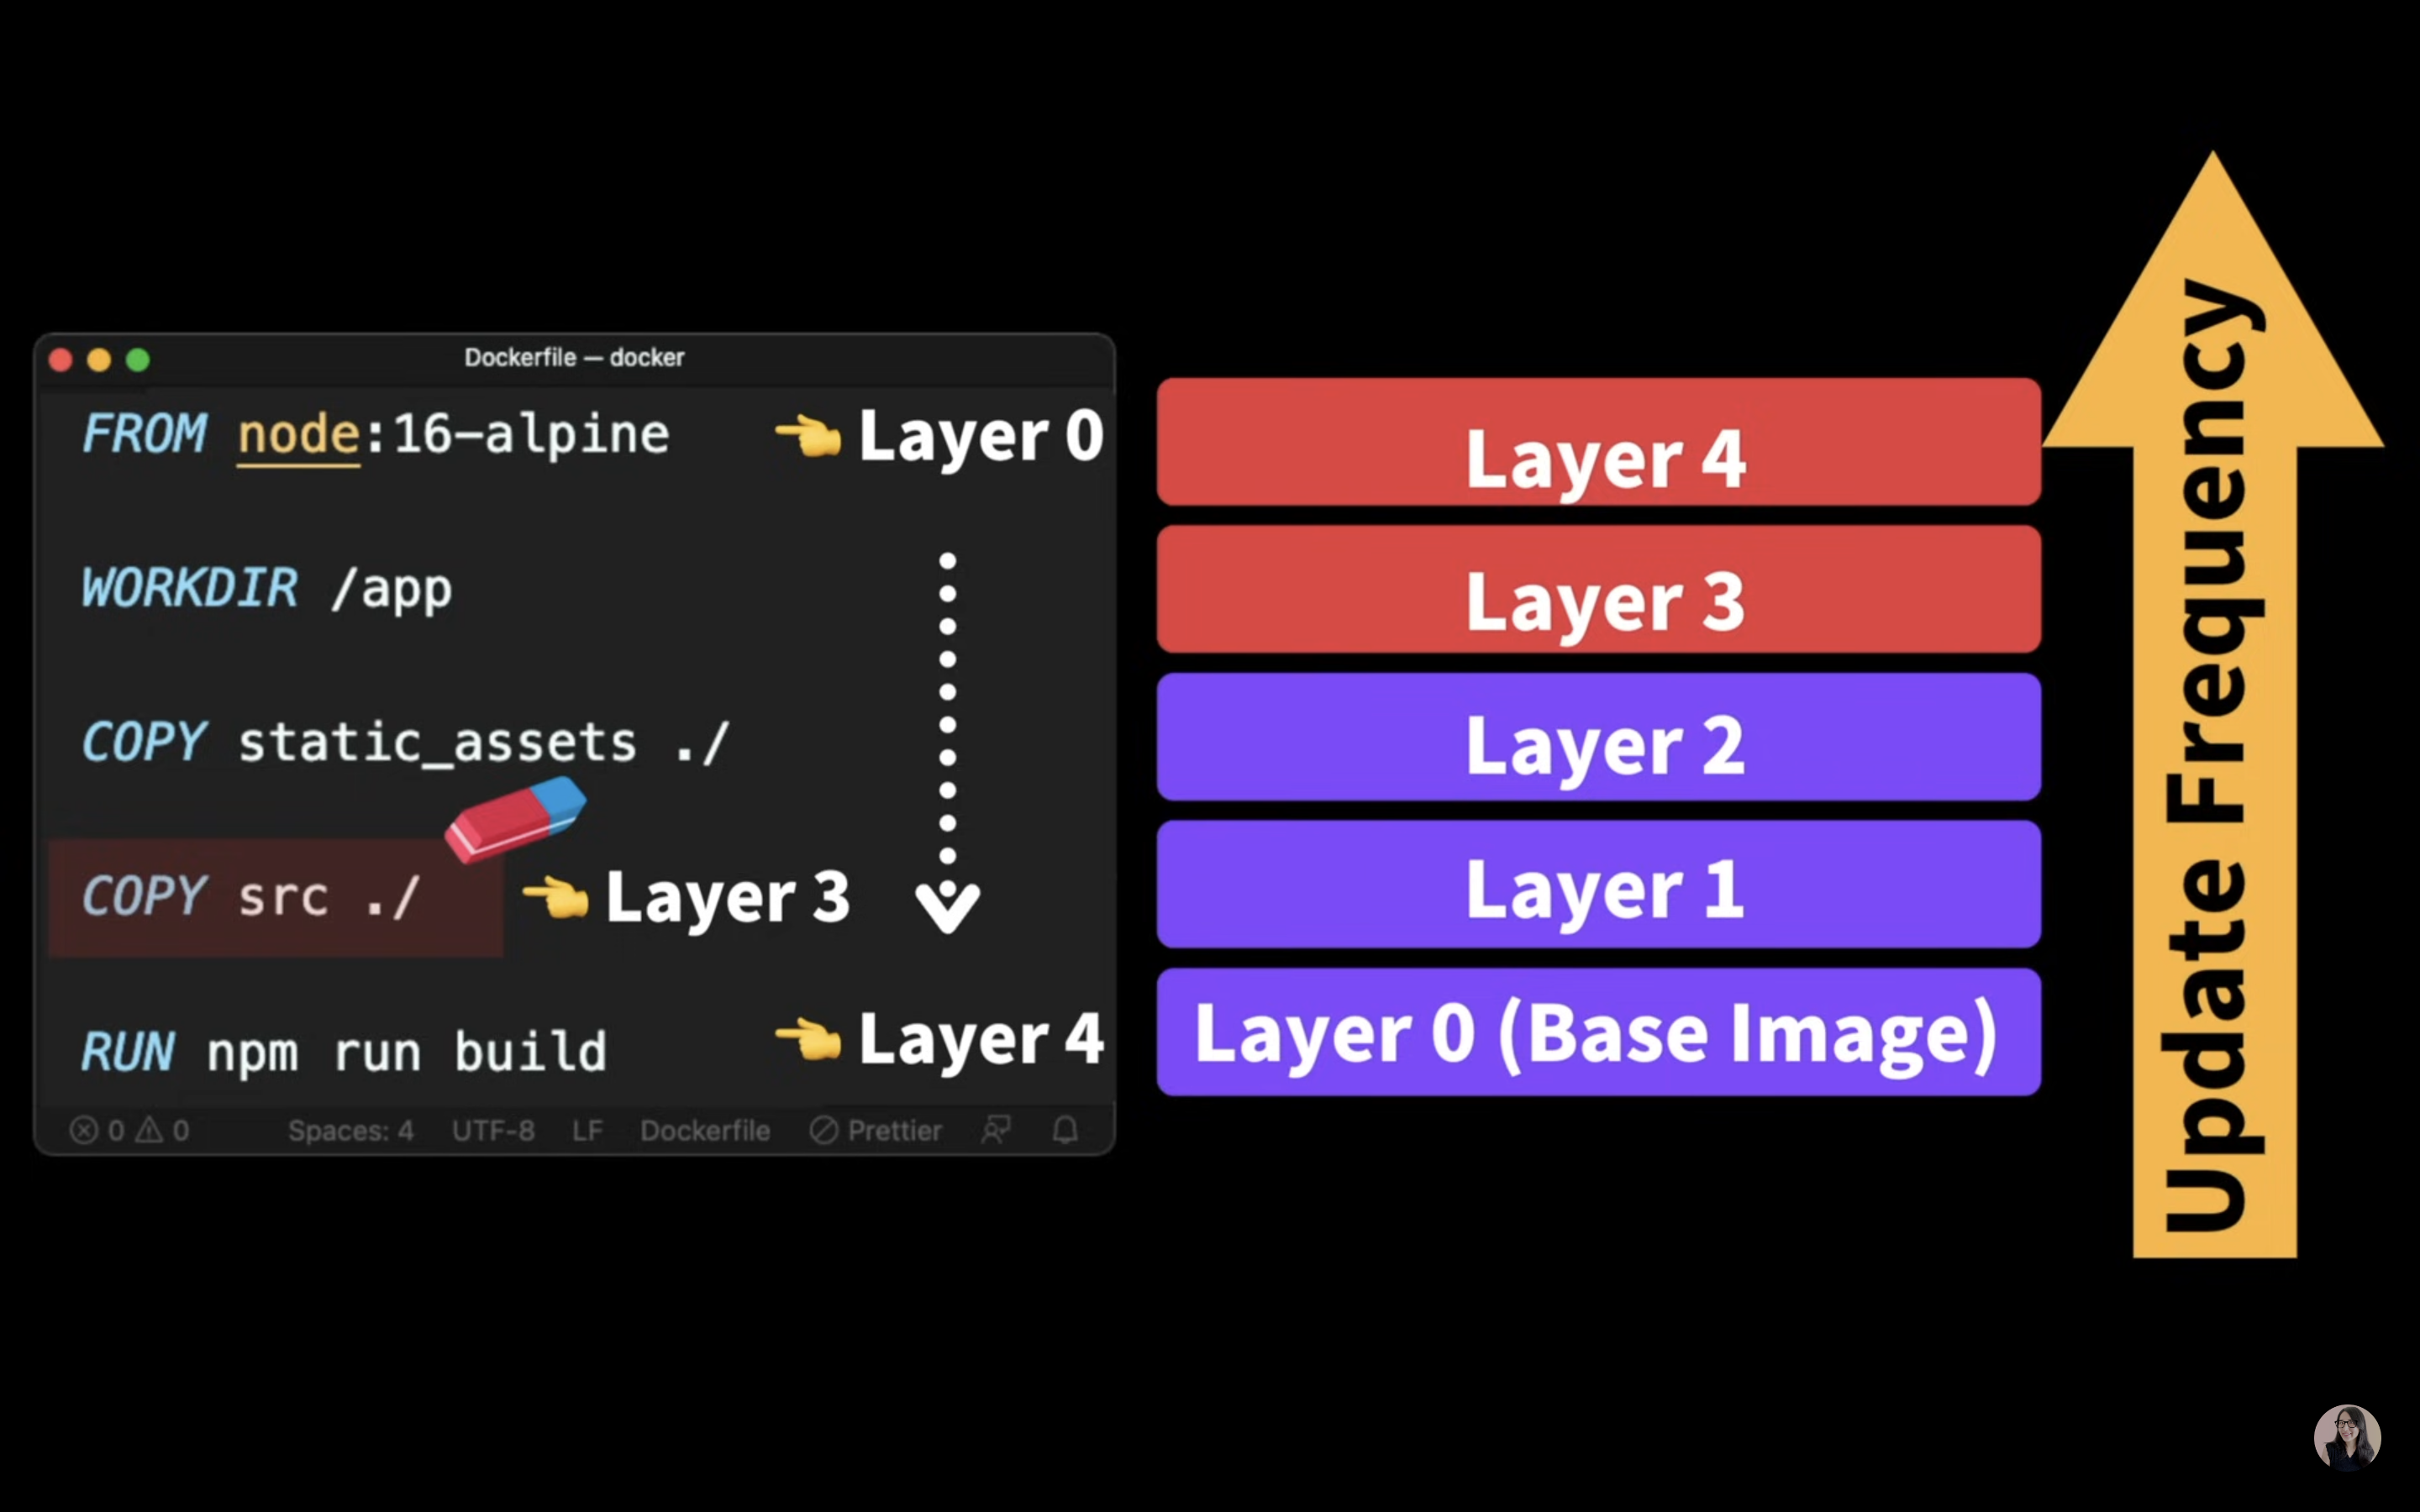 Dockerfile — docker
FROM node:16-alpine
Layer 0
WORKDIR /app
COPY static_assets ./
COPY src ./
Layer 3
RUN npm run build
Layer 4
0 0 Spaces: 4 UTF-8 LF Dockerfile Prettier
Layer 4
Layer 3
Layer 2
Layer 1
Layer 0 (Base Image)
Update Frequency